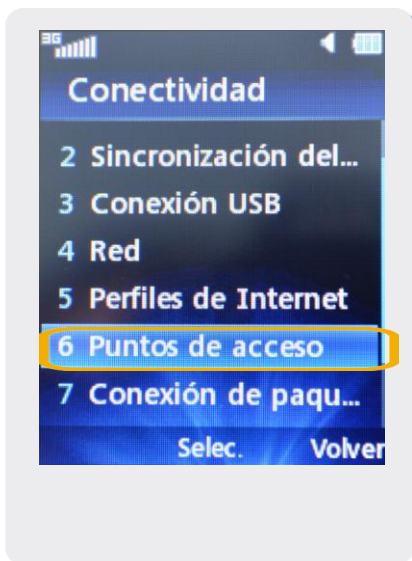 3G
Conectividad
2 Sincronización del...
3 Conexión USB
4 Red
5 Perfiles de Internet
6 Puntos de acceso
7 Conexión de paqu...
Selec. Volver